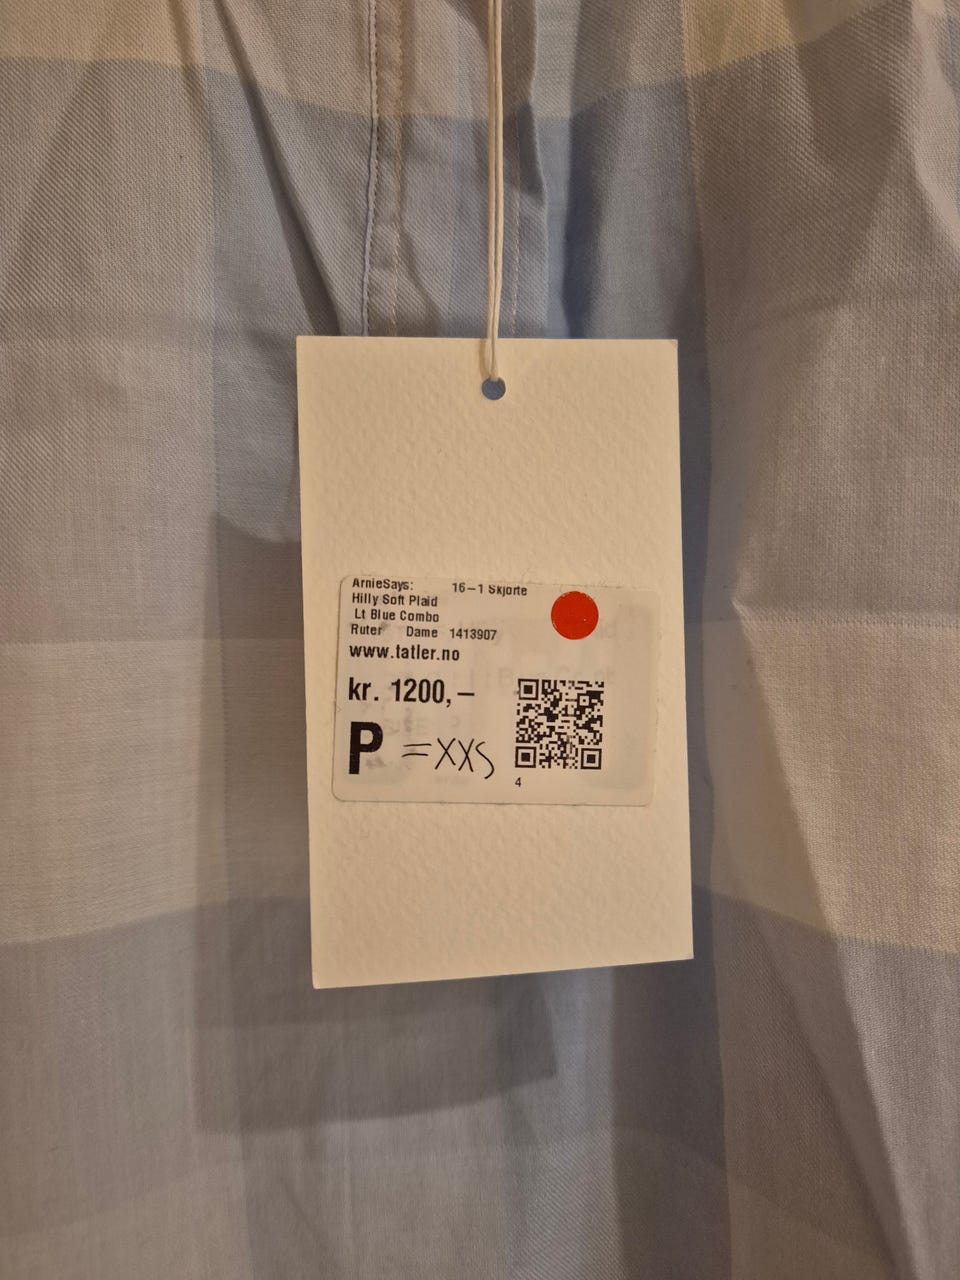 ArnieSays: 16-1 Skjorte
Hilly Soft Plaid
Lt Blue Combo
Ruter Dame 1413907
www.tatler.no
kr. 1200,-
P =XXS
4